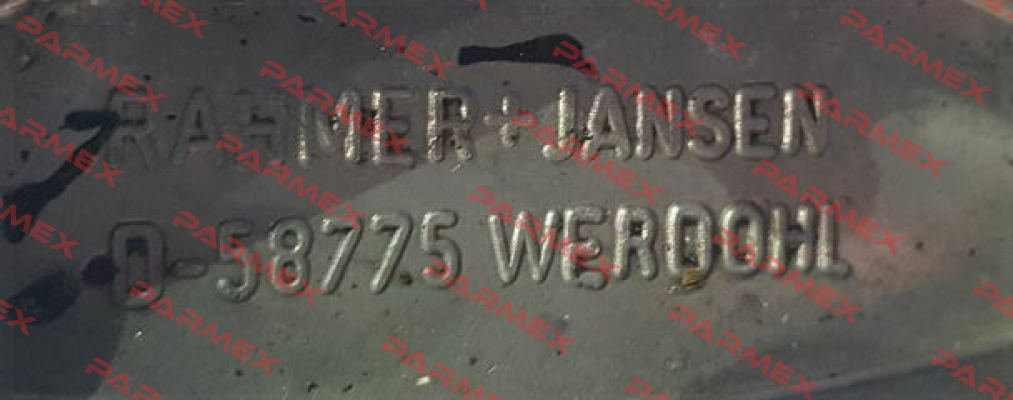 RAHMER+JANSEN
D-58775 WERDOHL
PARMEX